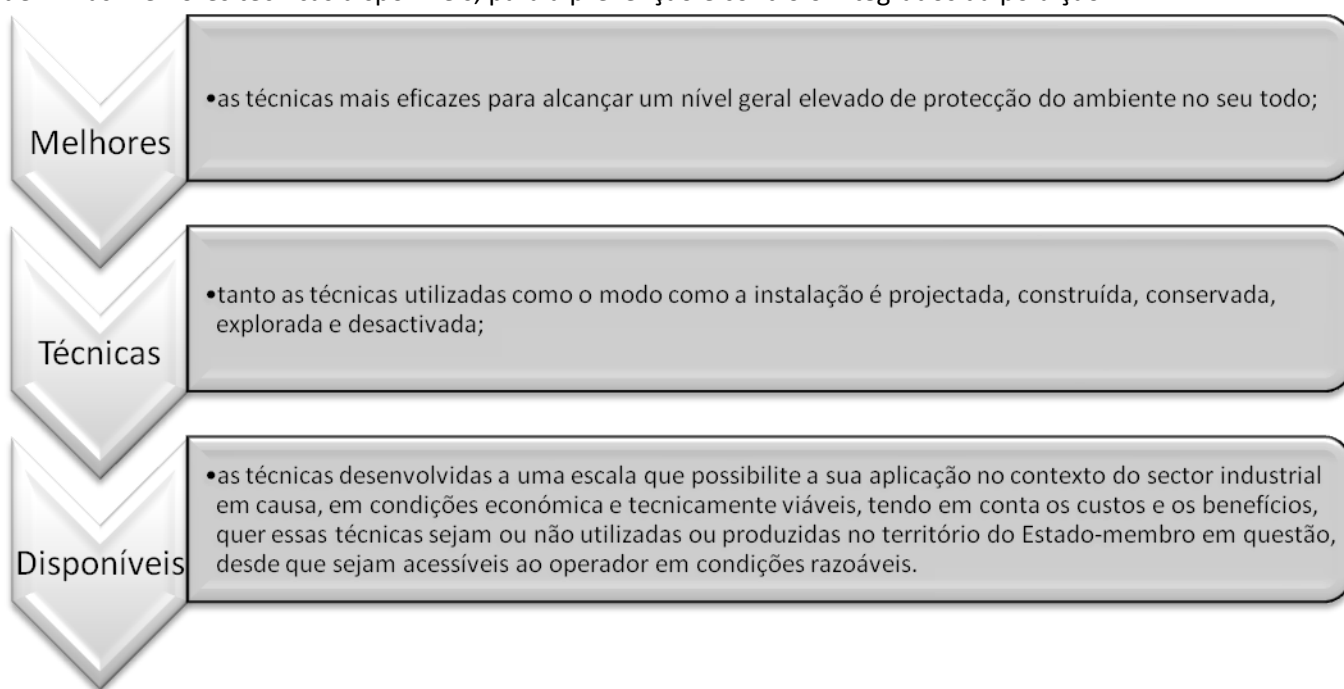 Melhores
•as técnicas mais eficazes para alcançar um nível geral elevado de protecção do ambiente no seu todo;
Técnicas
•tanto as técnicas utilizadas como o modo como a instalação é projectada, construída, conservada,
explorada e desactivada;
Disponíveis
•as técnicas desenvolvidas a uma escala que possibilite a sua aplicação no contexto do sector industrial
em causa, em condições económica e tecnicamente viáveis, tendo em conta os custos e os benefícios,
quer essas técnicas sejam ou não utilizadas ou produzidas no território do Estado-membro em questão,
desde que sejam acessíveis ao operador em condições razoáveis.